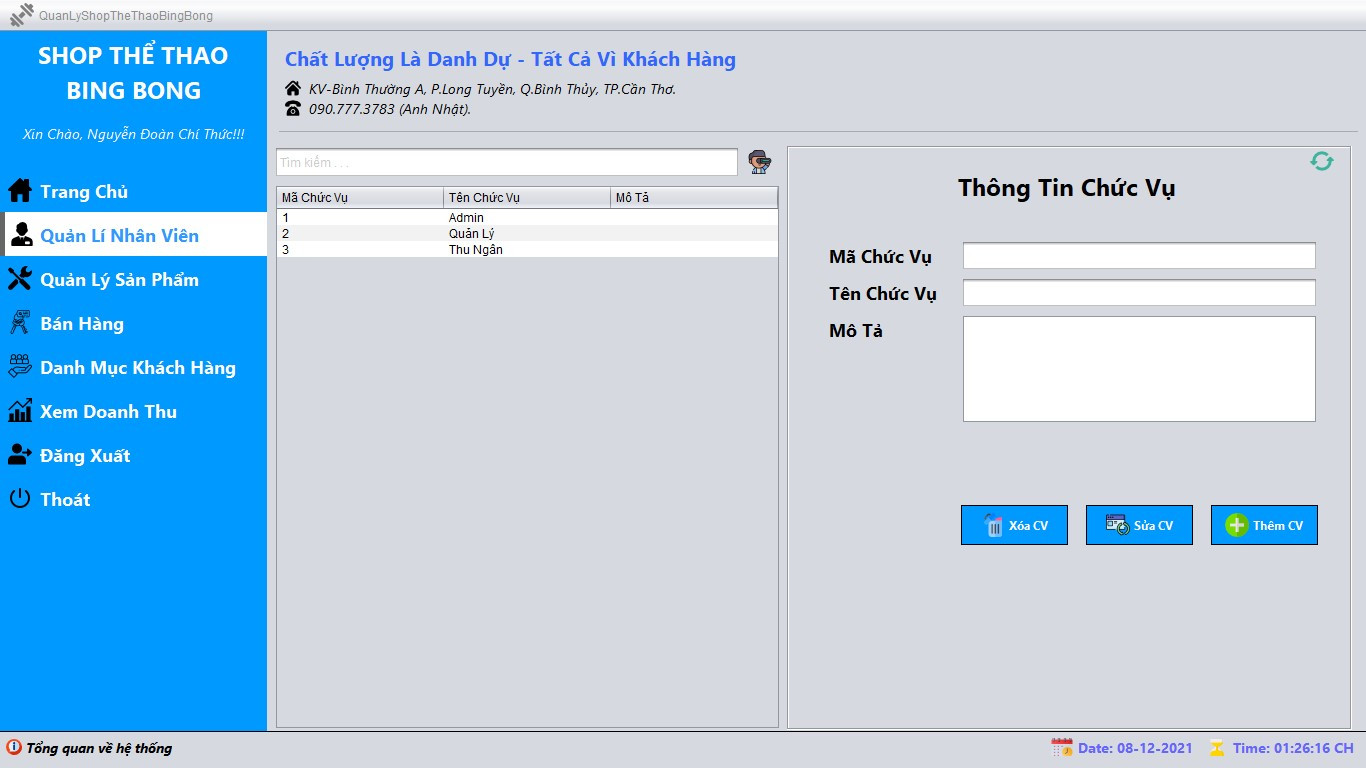 QuanLyShopTheThaoBingBong
SHOP THỂ THAO
BING BONG
Xin Chào, Nguyễn Đoàn Chí Thức!!!
Trang Chủ
Quản Lí Nhân Viên
Quản Lý Sản Phẩm
Bán Hàng
Danh Mục Khách Hàng
Xem Doanh Thu
Đăng Xuất
Thoát
Chất Lượng Là Danh Dự - Tất Cả Vì Khách Hàng
KV-Bình Thường A, P.Long Tuyền, Q.Bình Thủy, TP.Cần Thơ.
090.777.3783 (Anh Nhật).
Tìm kiếm . . .
Mã Chức Vụ Tên Chức Vụ Mô Tả
1 Admin
2 Quản Lý
3 Thu Ngân
Thông Tin Chức Vụ
Mã Chức Vụ
Tên Chức Vụ
Mô Tả
Xóa CV Sửa CV Thêm CV
Tổng quan về hệ thống
Date: 08-12-2021 Time: 01:26:16 CH